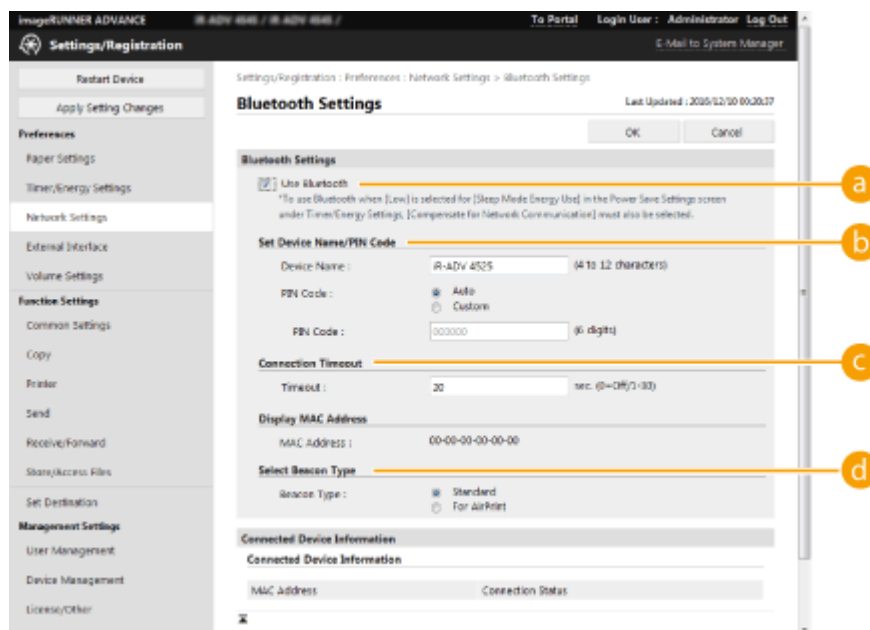 imageRUNNER ADVANCE
To Portal Login User : Administrator Log Out
Settings/Registration
E-Mail to System Manager
Restart Device
Apply Setting Changes
Preferences
Paper Settings
Timer/Energy Settings
Network Settings
External Interface
Volume Settings
Function Settings
Common Settings
Copy
Printer
Send
Receive/Forward
Share/Access Files
Set Destination
Management Settings
User Management
Device Management
License/Other
Settings/Registration : Preferences : Network Settings > Bluetooth Settings
Bluetooth Settings
Last Updated : 2016/12/10 00:20:37
OK Cancel
Bluetooth Settings
Use Bluetooth
*To use Bluetooth when [Low] is selected for [Sleep Mode Energy Use] in the Power Save Settings screen
under Timer/Energy Settings, [Compensate for Network Communication] must also be selected.
Set Device Name/PIN Code
Device Name : iR-ADV 4525 (4 to 12 characters)
PIN Code : Auto
Custom
PIN Code : 000000 (6 digits)
Connection Timeout
Timeout : 20 sec. (0=Off/1-30)
Display MAC Address
MAC Address : 00-00-00-00-00-00
Select Beacon Type
Beacon Type : Standard
For AirPrint
Connected Device Information
Connected Device Information
MAC Address Connection Status
a
b
c
d